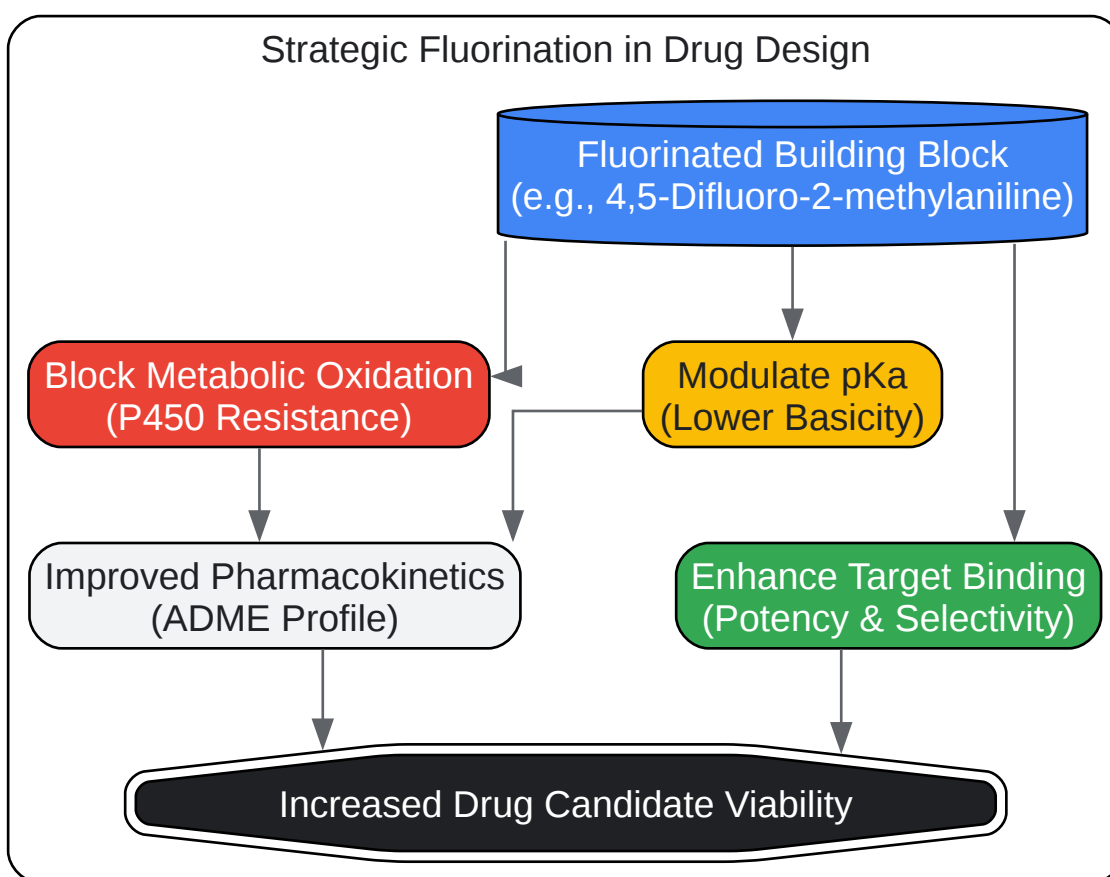 Strategic Fluorination in Drug Design
Fluorinated Building Block
(e.g., 4,5-Difluoro-2-methylaniline)
Block Metabolic Oxidation
(P450 Resistance)
Modulate pKa
(Lower Basicity)
Improved Pharmacokinetics
(ADME Profile)
Enhance Target Binding
(Potency & Selectivity)
Increased Drug Candidate Viability